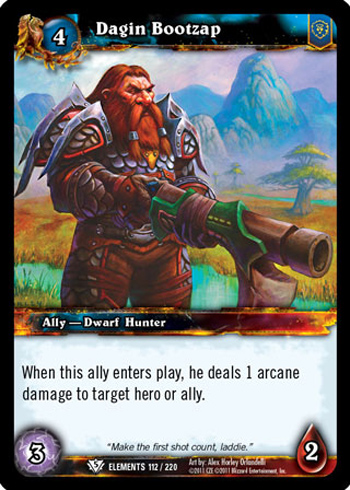 4
Dagin Bootzap
Ally — Dwarf Hunter
When this ally enters play, he deals 1 arcane
damage to target hero or ally.
"Make the first shot count, laddie."
3
ELEMENTS 112 / 220
Art by: Alex Horley Orlandelli
©2011 CZE ©2011 Blizzard Entertainment, Inc.
2